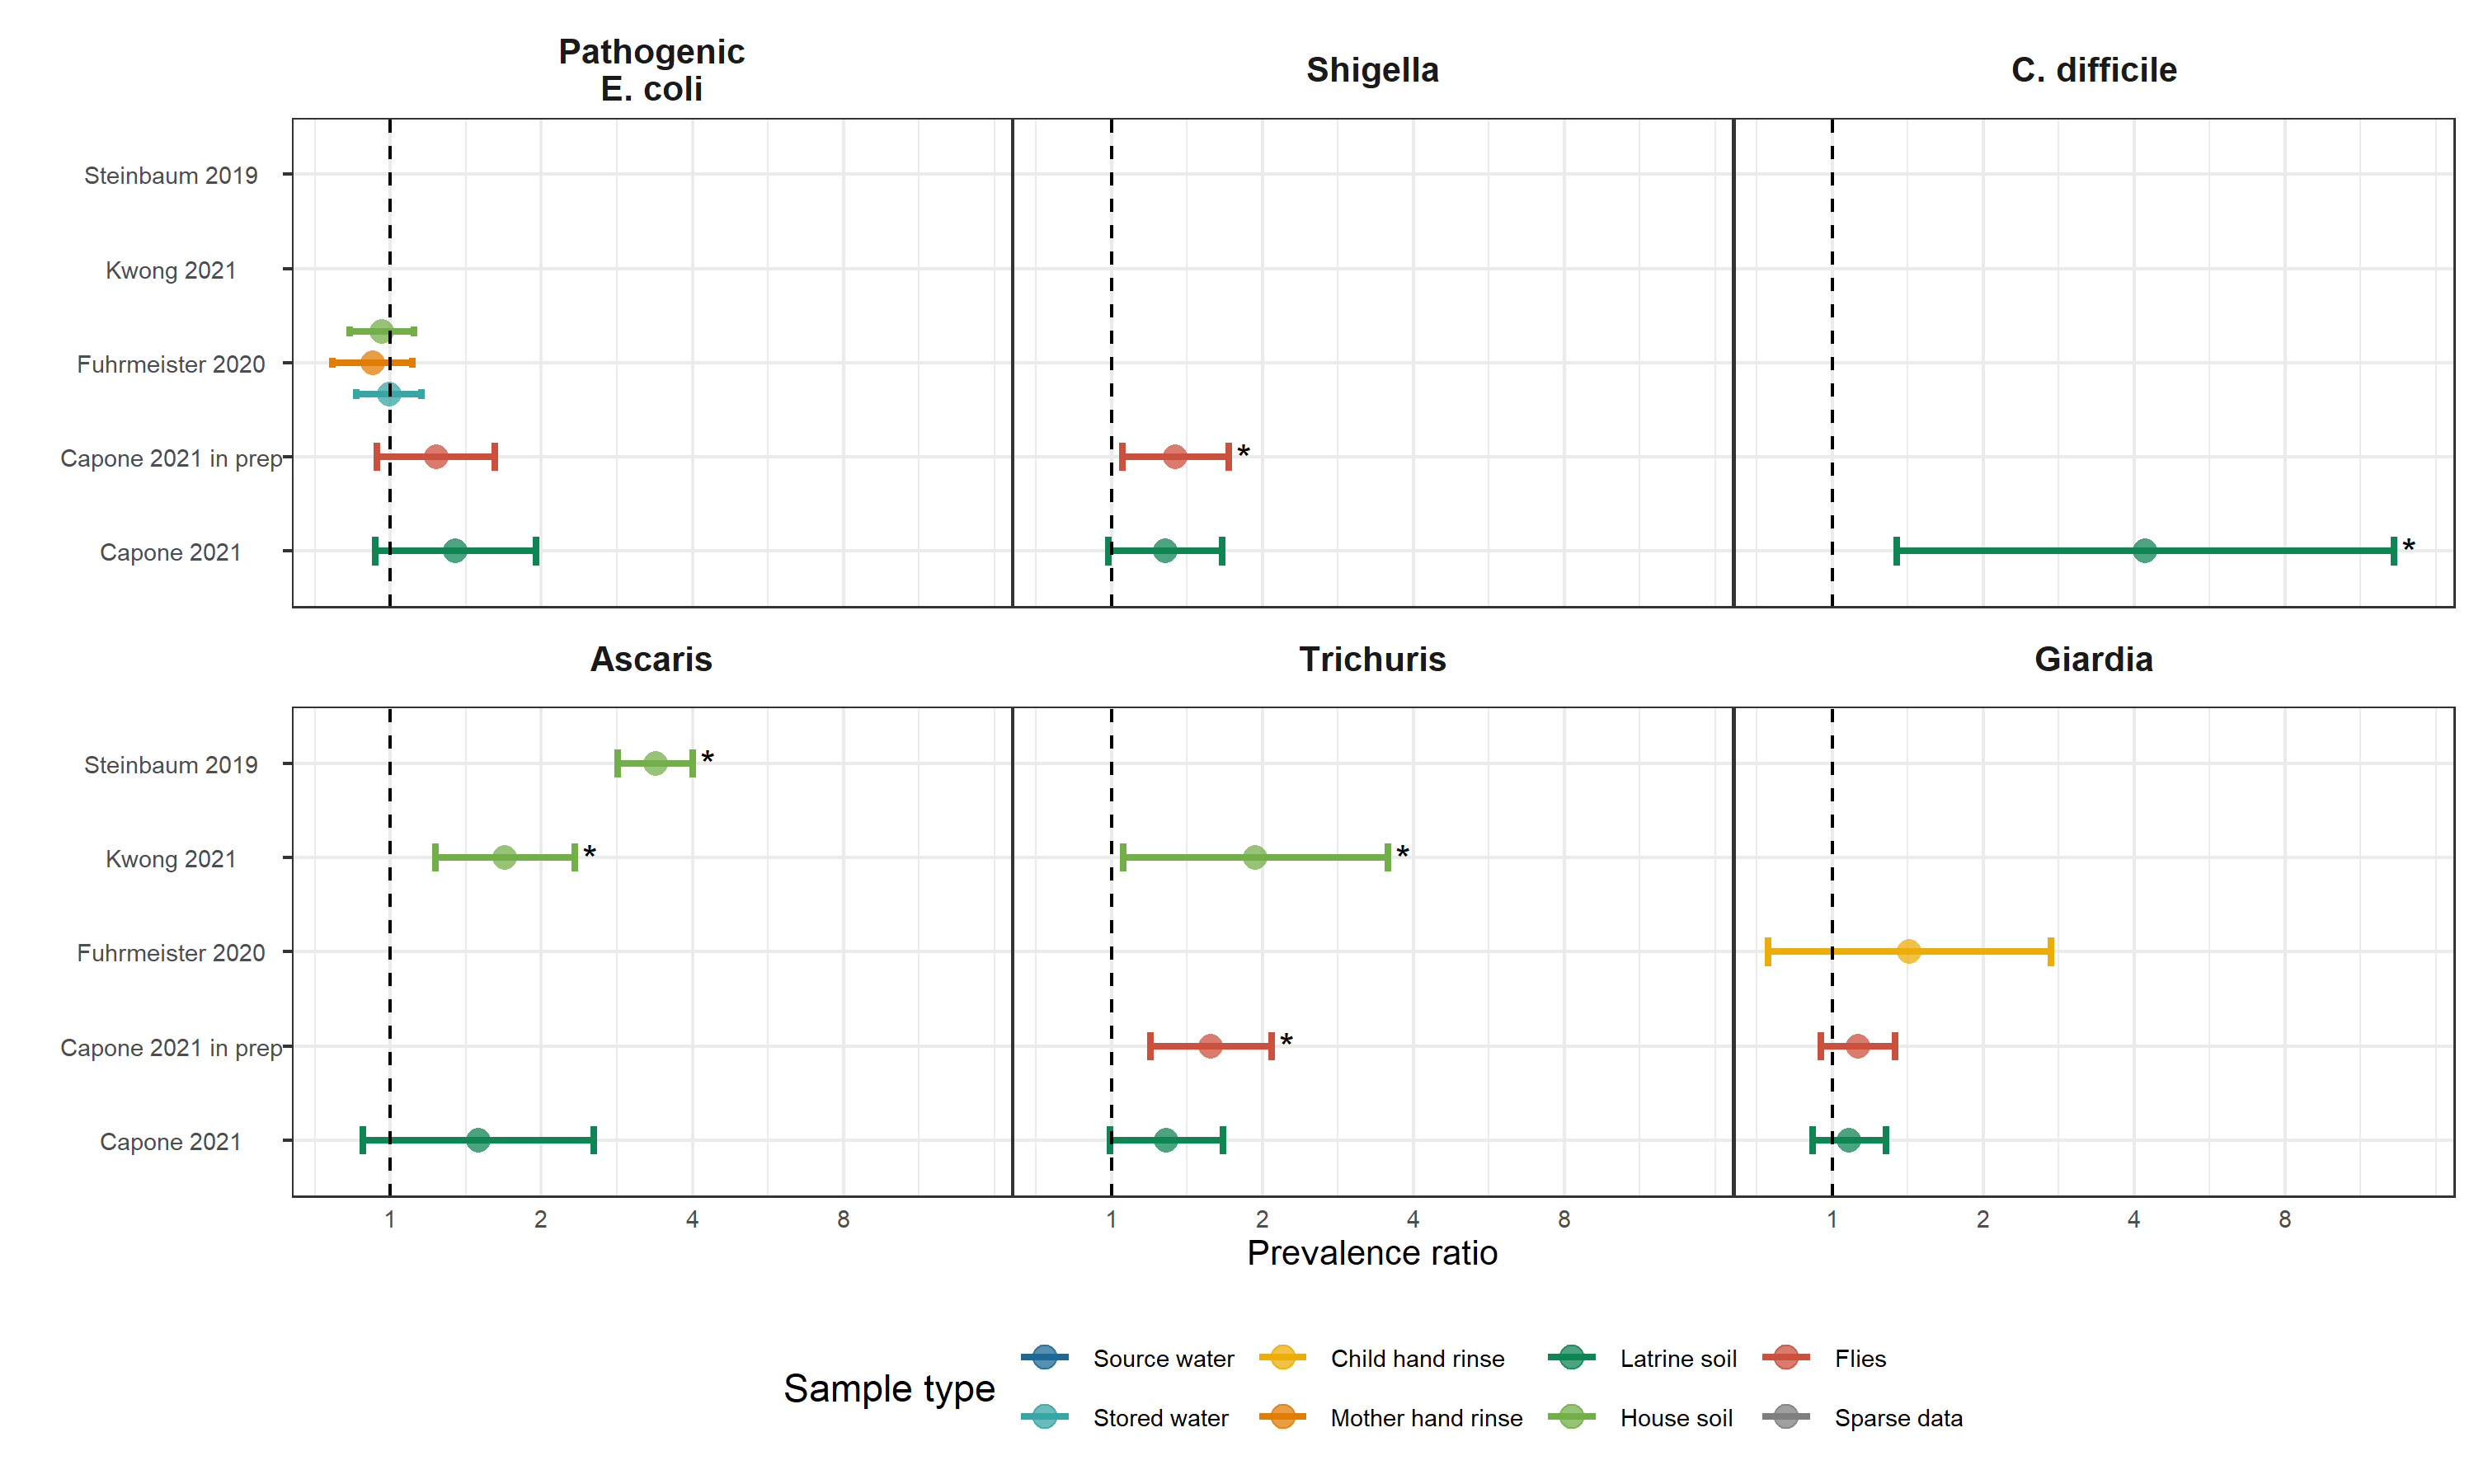 Pathogenic
E. coli
Shigella
C. difficile
Steinbaum 2019
Kwong 2021
Fuhrmeister 2020
Capone 2021 in prep
*
Capone 2021
*
Ascaris
Trichuris
Giardia
Steinbaum 2019
*
Kwong 2021
*
*
Fuhrmeister 2020
Capone 2021 in prep
*
Capone 2021
1 2 4 8 1 2 4 8 1 2 4 8
Prevalence ratio
Sample type
Source water Child hand rinse Latrine soil Flies
Stored water Mother hand rinse House soil Sparse data